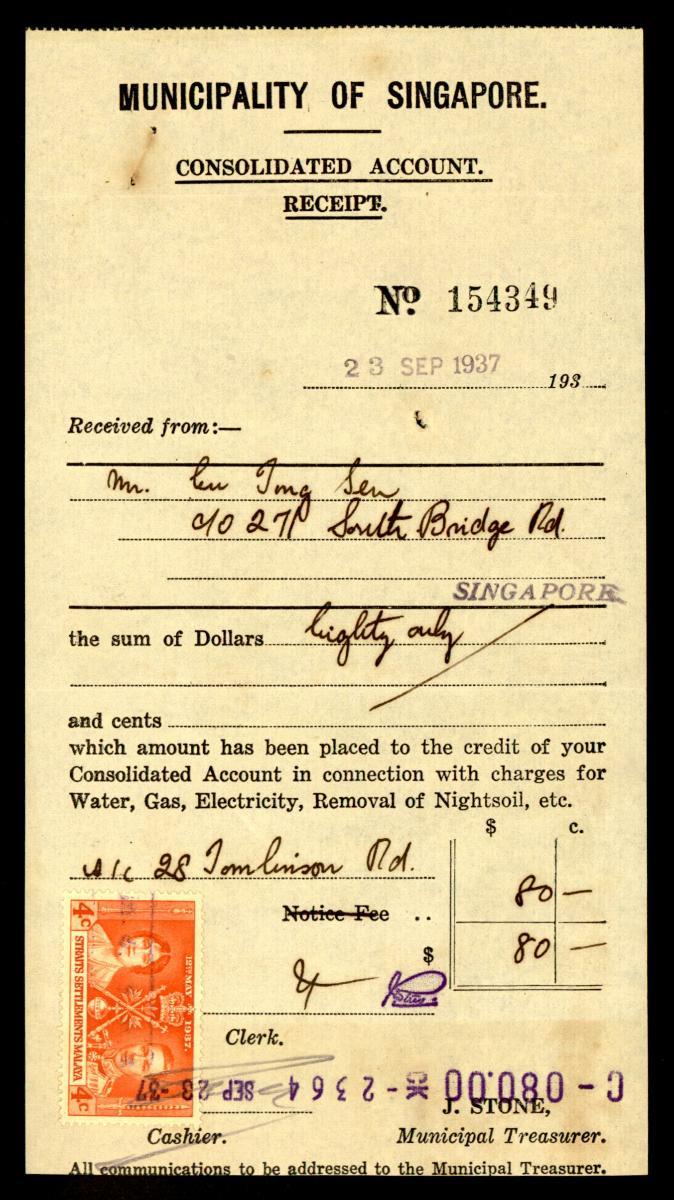 MUNICIPALITY OF SINGAPORE.
CONSOLIDATED ACCOUNT.
RECEIPT.
No. 154349
23 SEP 1937 193
Received from:—
Mr. Eu Tong Sen
c/o 271 South Bridge Rd.
SINGAPORE
the sum of Dollars Eighty only
and cents
which amount has been placed to the credit of your
Consolidated Account in connection with charges for
Water, Gas, Electricity, Removal of Nightsoil, etc.
$ c.
a/c 28 Tomlinson Rd. 80 —
Notice Fee ..
$ 80 —
4c STRAITS SETTLEMENTS MALAYA 4c
12TH MAY 1937.
Clerk.
C - 080.00 ✻ - 2364 SEP 23-37
J. STONE,
Cashier. Municipal Treasurer.
All communications to be addressed to the Municipal Treasurer.